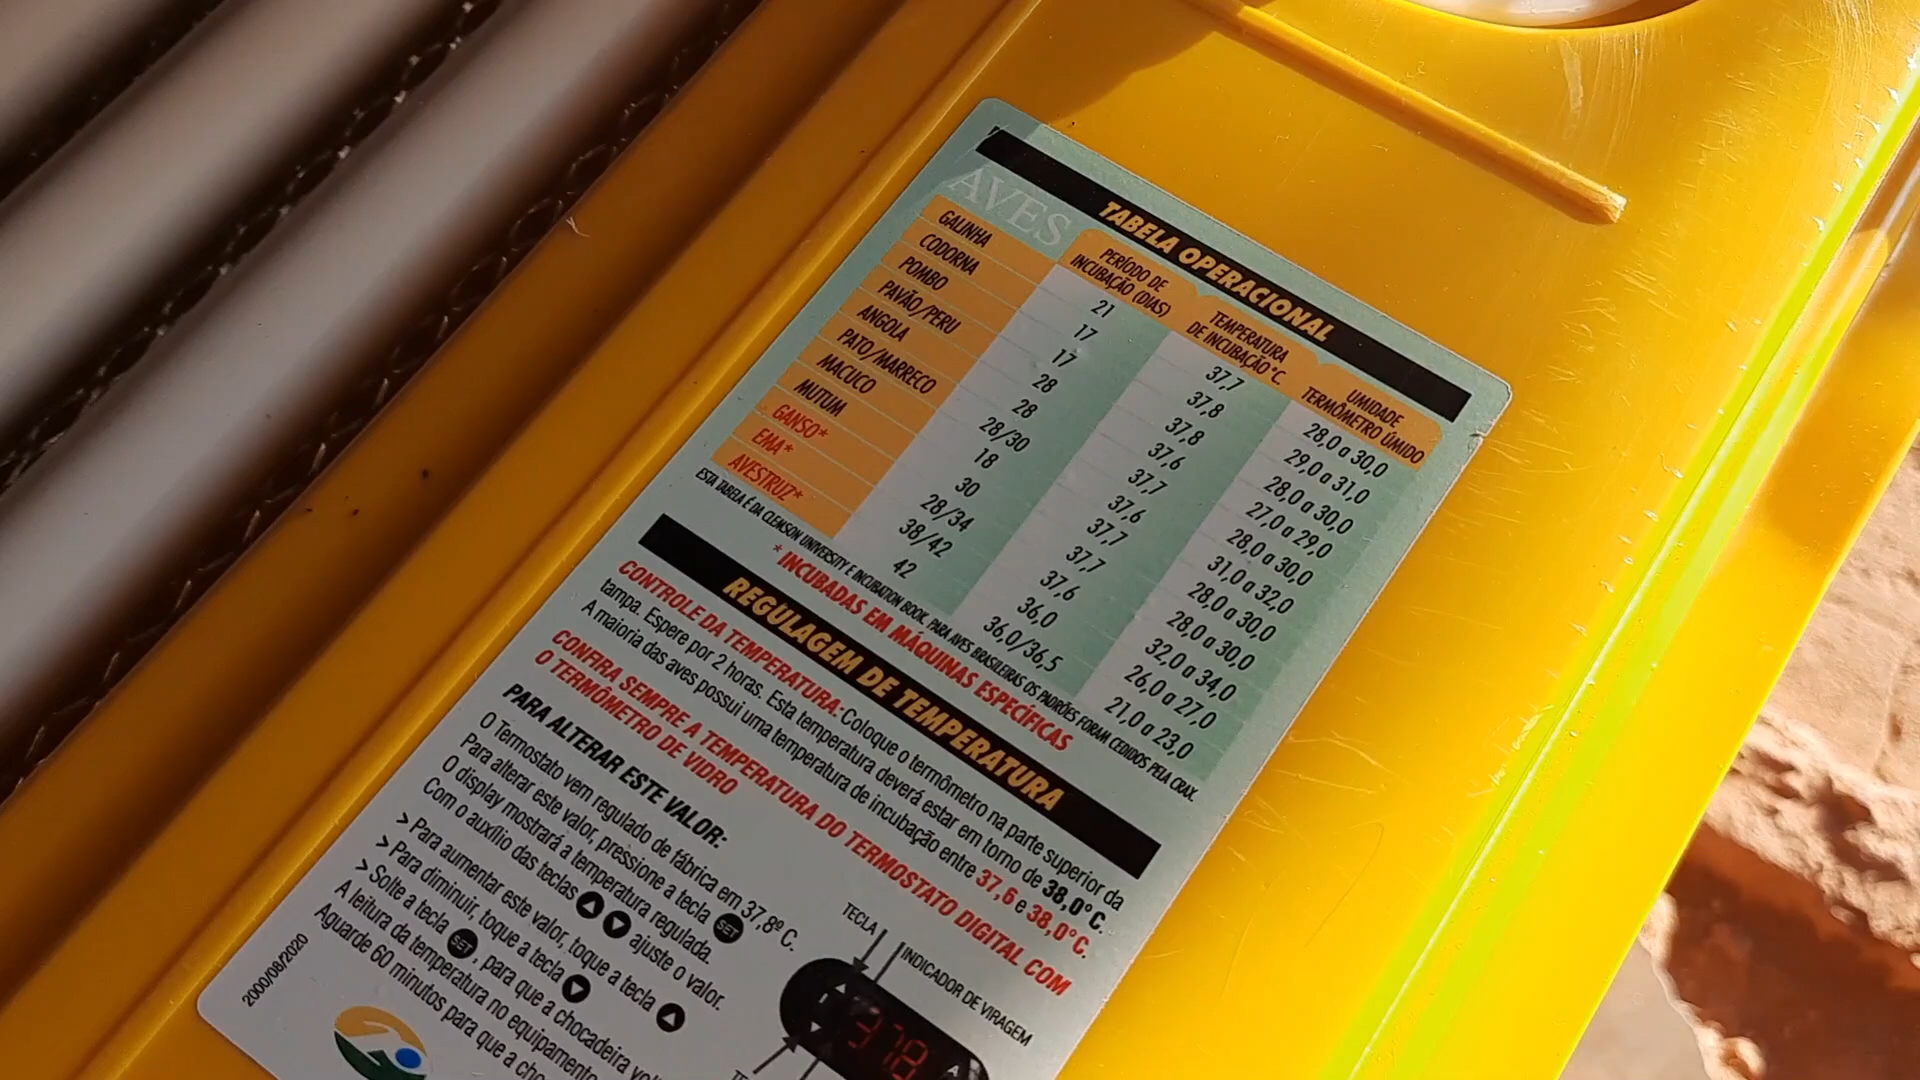 TABELA OPERACIONAL
AVES
PERÍODO DE INCUBAÇÃO (DIAS)
TEMPERATURA DE INCUBAÇÃO °C.
UMIDADE TERMÔMETRO ÚMIDO
GALINHA 21 37,7 28,0 a 30,0
CODORNA 17 37,8 29,0 a 31,0
POMBO 17 37,8 28,0 a 30,0
PAVÃO/PERU 28 37,6 27,0 a 29,0
ANGOLA 28 37,7 28,0 a 30,0
PATO/MARRECO 28/30 37,6 31,0 a 32,0
MACUCO 18 37,7 28,0 a 30,0
MUTUM 30 37,7 28,0 a 30,0
GANSO* 28/34 37,6 32,0 a 34,0
EMA* 38/42 36,0 26,0 a 27,0
AVESTRUZ* 42 36,0/36,5 21,0 a 23,0
ESTA TABELA É DA CLEMSON UNIVERSITY E INCUBATION BOOK. PARA AVES BRASILEIRAS OS PADRÕES FORAM CEDIDOS PELA CRAX.
* INCUBADAS EM MÁQUINAS ESPECÍFICAS
REGULAGEM DE TEMPERATURA
CONTROLE DA TEMPERATURA: Coloque o termômetro na parte superior da
tampa. Espere por 2 horas. Esta temperatura deverá estar em torno de 38,0°C.
A maioria das aves possui uma temperatura de incubação entre 37,6 e 38,0°C.
CONFIRA SEMPRE A TEMPERATURA DO TERMOSTATO DIGITAL COM
O TERMÔMETRO DE VIDRO
PARA ALTERAR ESTE VALOR:
O Termostato vem regulado de fábrica em 37,8º C.
Para alterar este valor, pressione a tecla SET
O display mostrará a temperatura regulada.
Com o auxílio das teclas ▲ ▼ ajuste o valor.
> Para aumentar este valor, toque a tecla ▲
> Para diminuir, toque a tecla ▼
> Solte a tecla SET, para que a chocadeira
A leitura da temperatura no equipamento
Aguarde 60 minutos para que a
TECLA
INDICADOR DE VIRAGEM
378
2000/08/2020